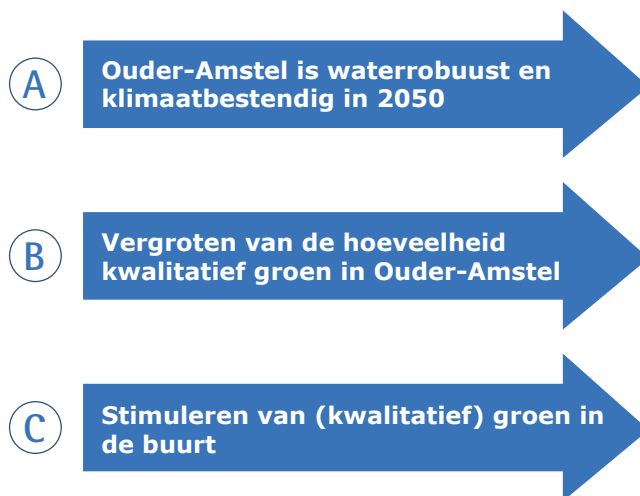 A
Ouder-Amstel is waterrobuust en
klimaatbestendig in 2050
B
Vergroten van de hoeveelheid
kwalitatief groen in Ouder-Amstel
C
Stimuleren van (kwalitatief) groen in
de buurt